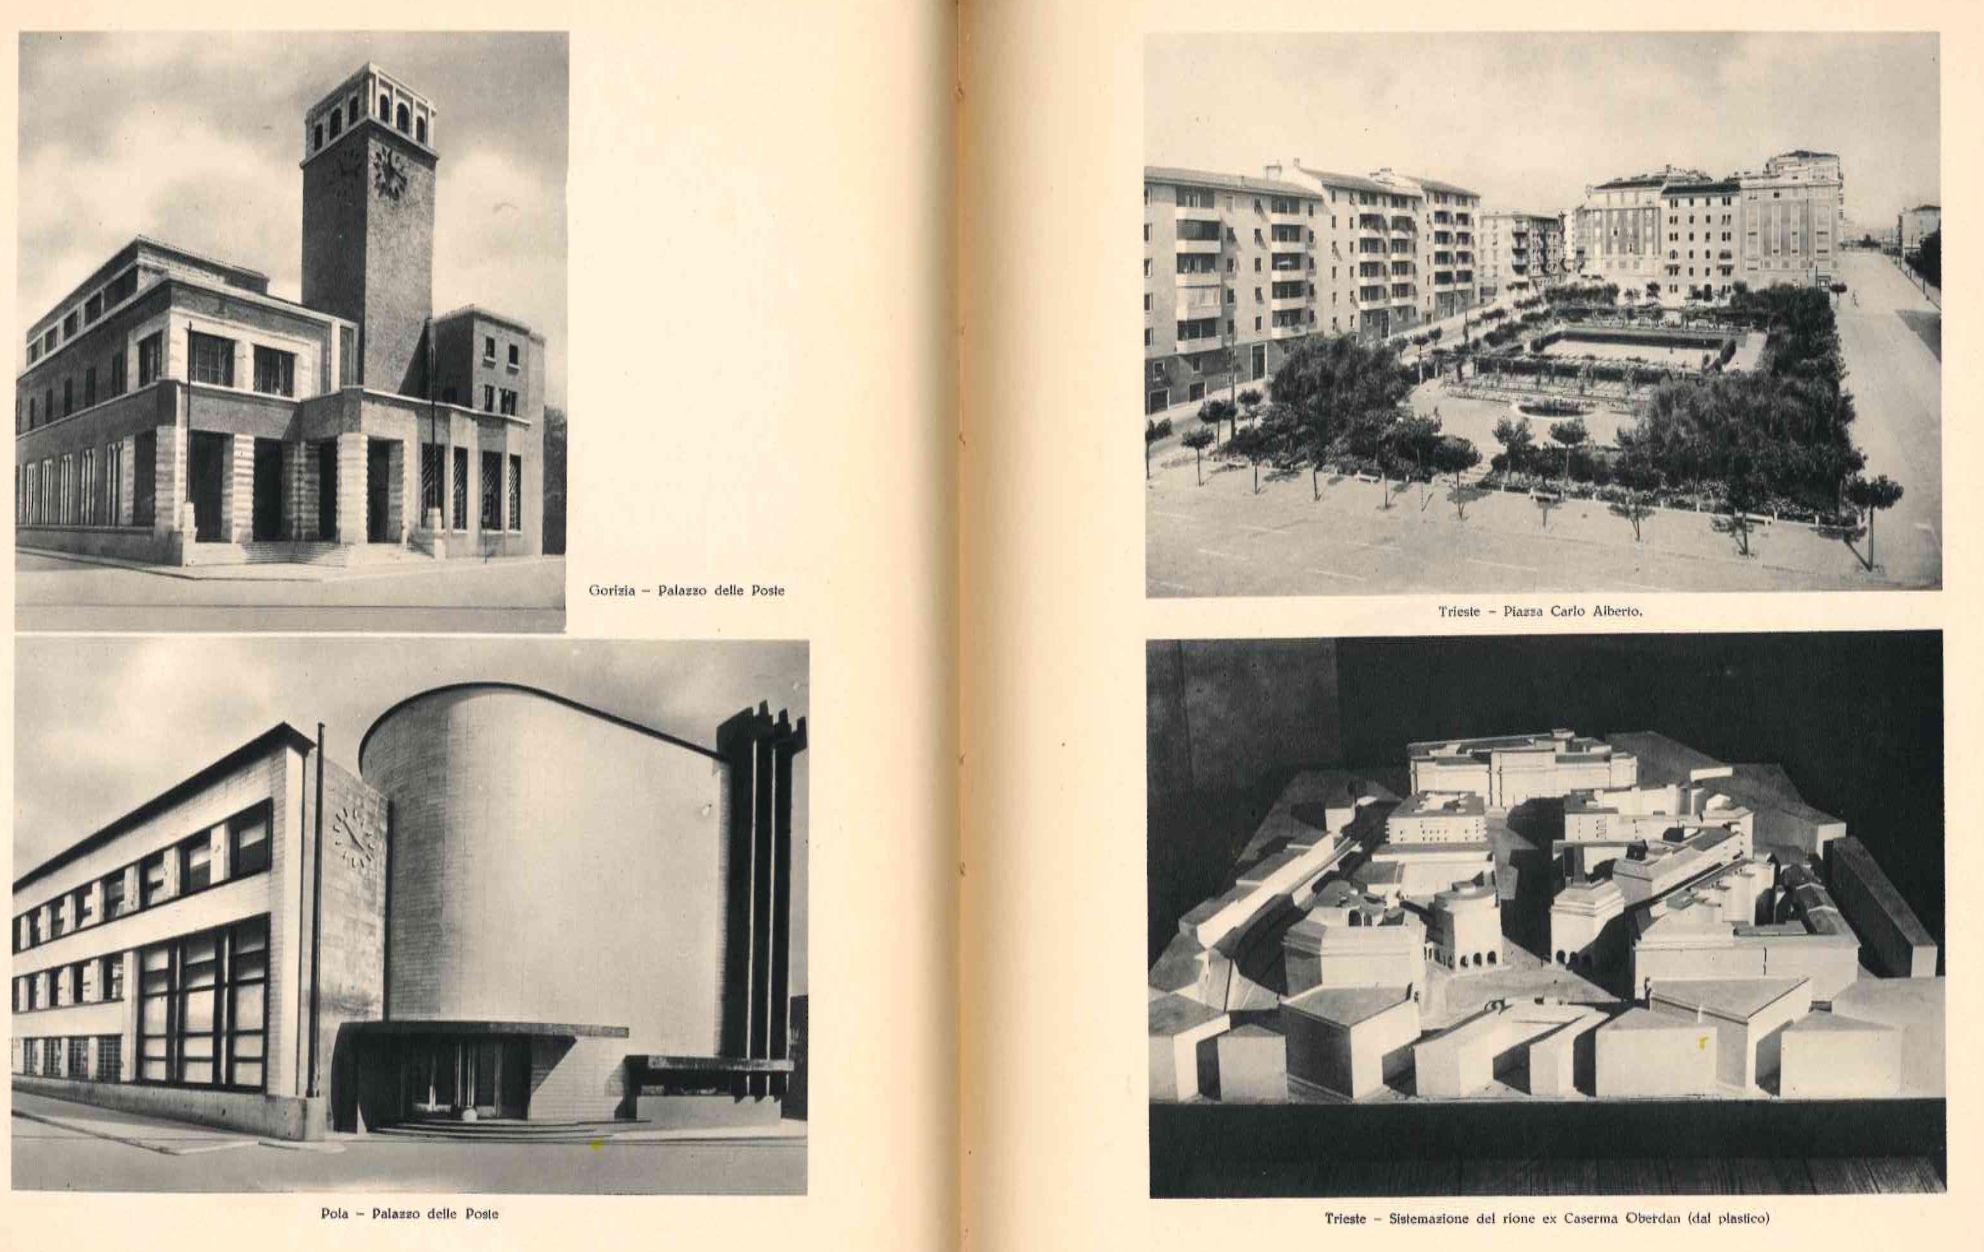 Gorizia – Palazzo delle Poste
Pola – Palazzo delle Poste
Trieste – Piazza Carlo Alberto.
Trieste – Sistemazione del rione ex Caserma Oberdan (dal plastico)